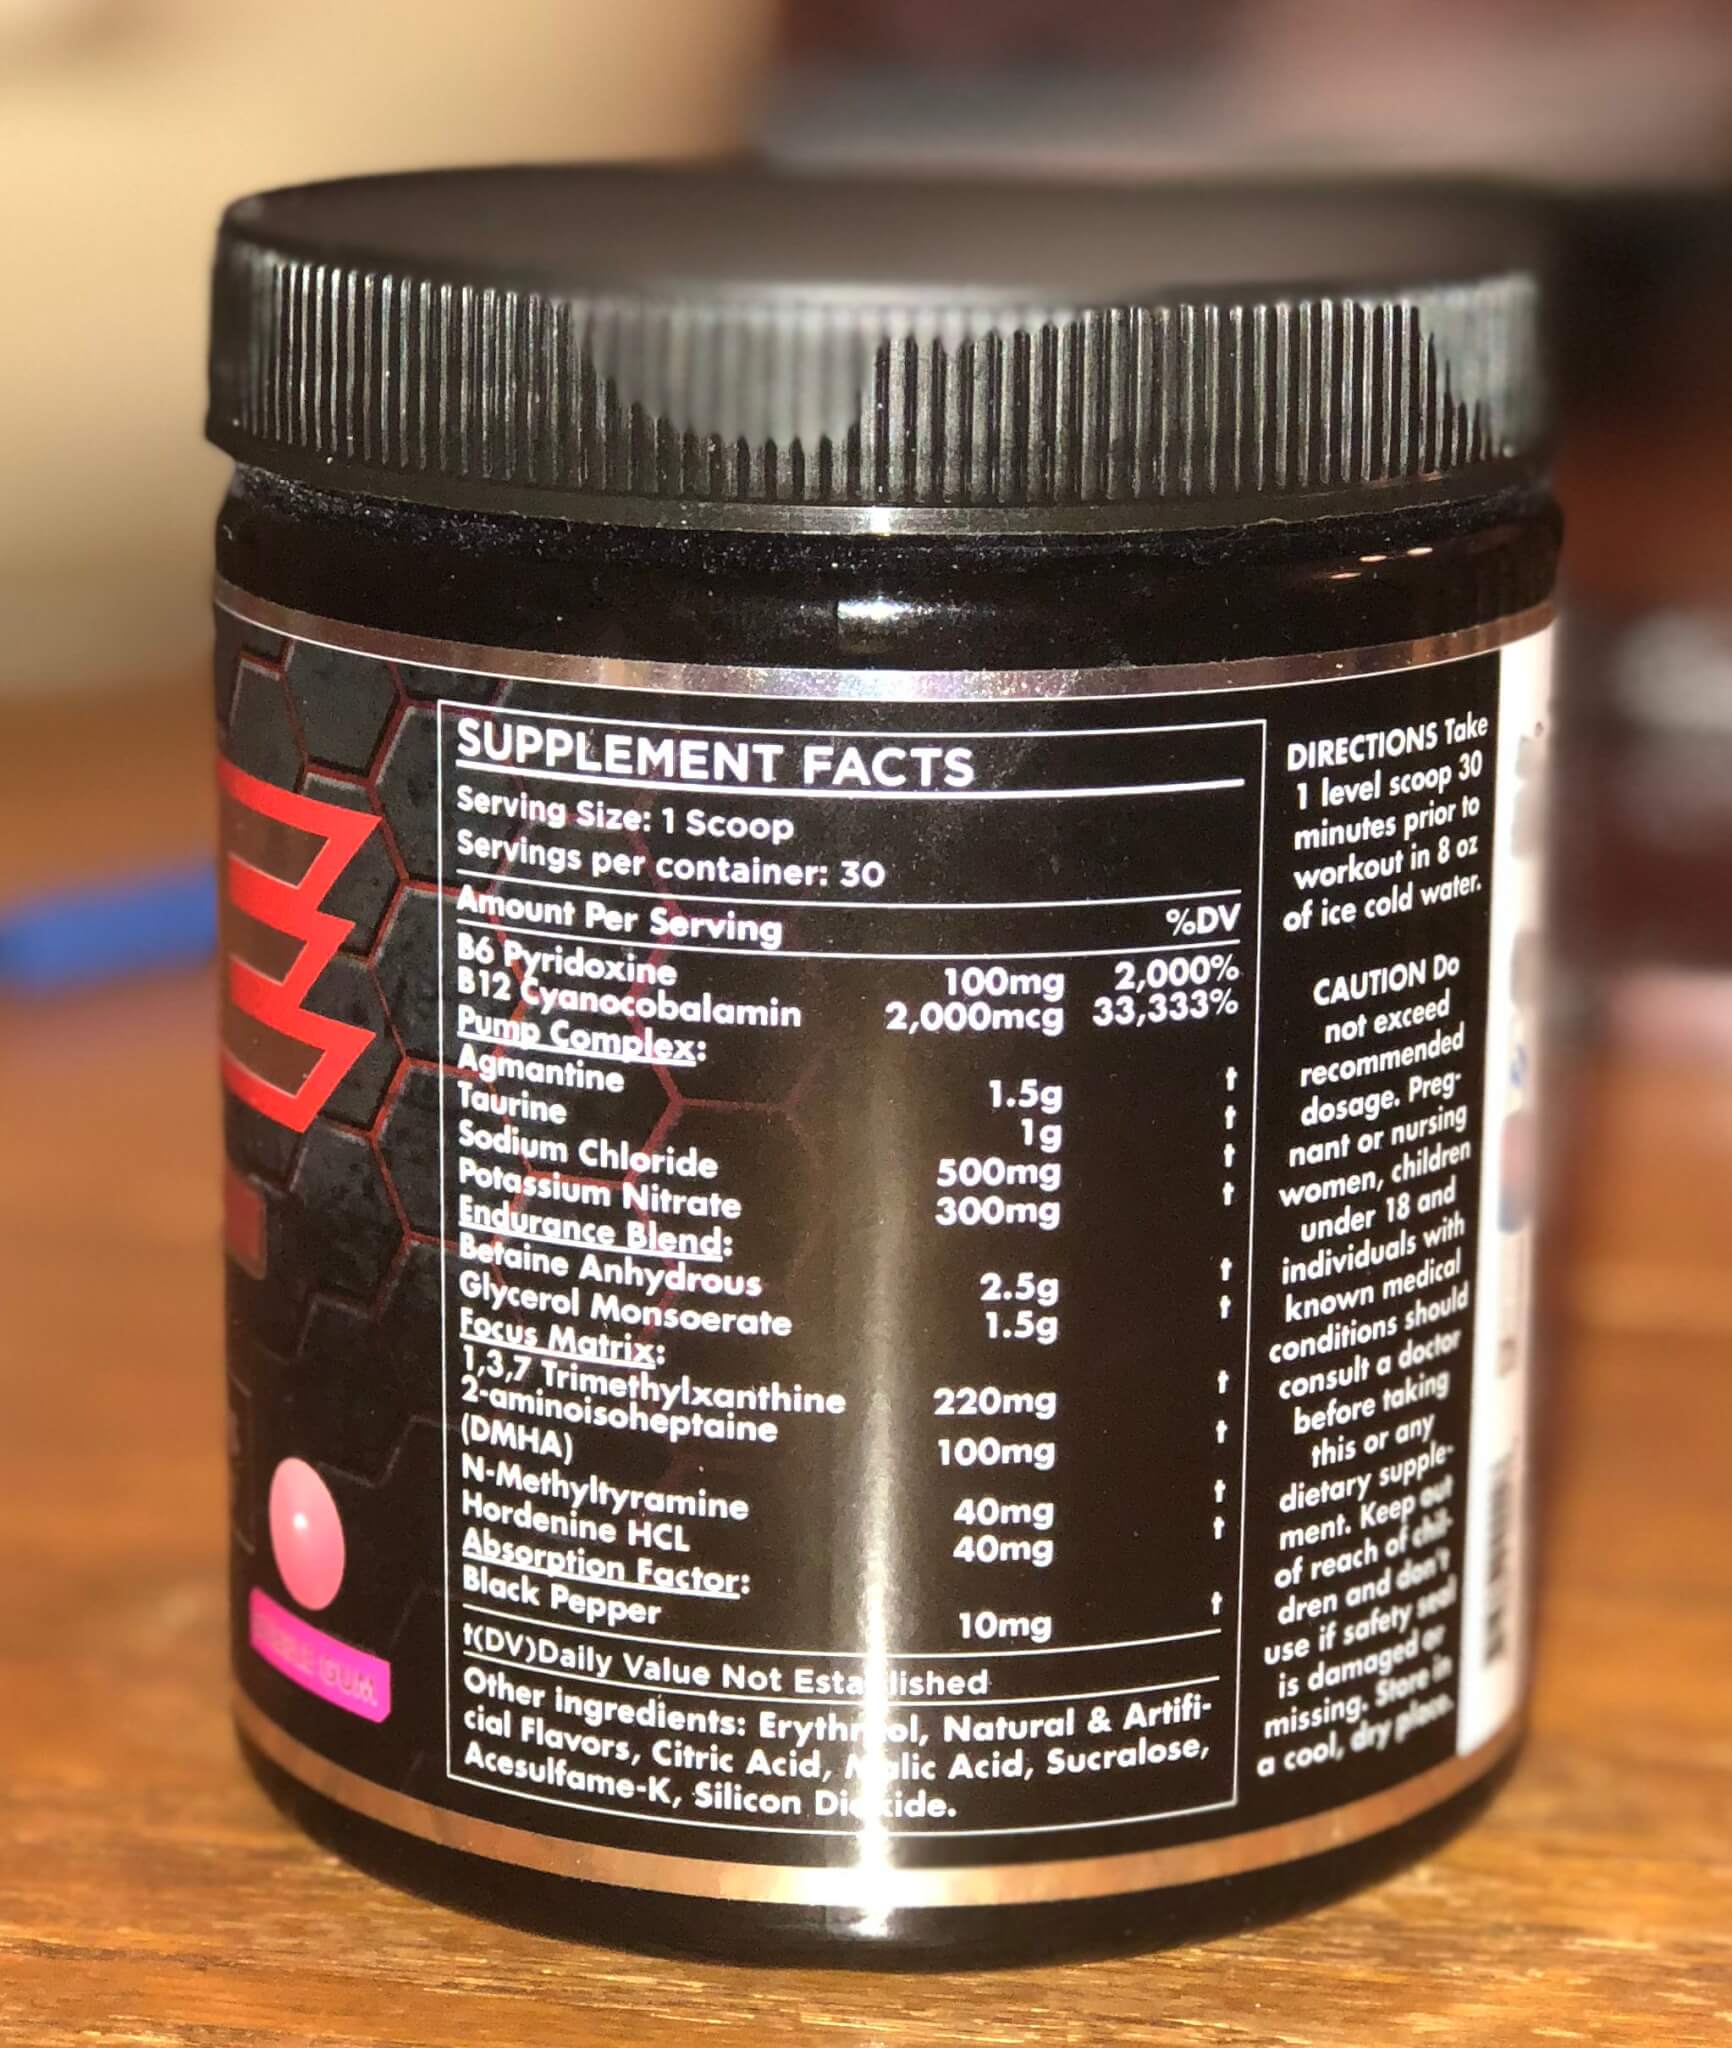 SUPPLEMENT FACTS
Serving Size: 1 Scoop
Servings per container: 30
Amount Per Serving %DV
B6 Pyridoxine 100mg 2,000%
B12 Cyanocobalamin 2,000mcg 33,333%
Pump Complex:
Agmantine 1.5g †
Taurine 1g †
Sodium Chloride 500mg †
Potassium Nitrate 300mg †
Endurance Blend:
Betaine Anhydrous 2.5g †
Glycerol Monsoerate 1.5g †
Focus Matrix:
1,3,7 Trimethylxanthine 220mg †
2-aminoisoheptaine
(DMHA) 100mg †
N-Methyltyramine 40mg †
Hordenine HCL 40mg †
Absorption Factor:
Black Pepper 10mg †
†(DV)Daily Value Not Established
Other ingredients: Erythritol, Natural & Artifi-
cial Flavors, Citric Acid, Malic Acid, Sucralose,
Acesulfame-K, Silicon Dioxide.
DIRECTIONS Take
1 level scoop 30
minutes prior to
workout in 8 oz
of ice cold water.
CAUTION Do
not exceed
recommended
dosage. Preg-
nant or nursing
women, children
under 18 and
individuals with
known medical
conditions should
consult a doctor
before taking
this or any
dietary supple-
ment. Keep out
of reach of chil-
dren and don't
use if safety seal
is damaged or
missing. Store in
a cool, dry place.
GUM